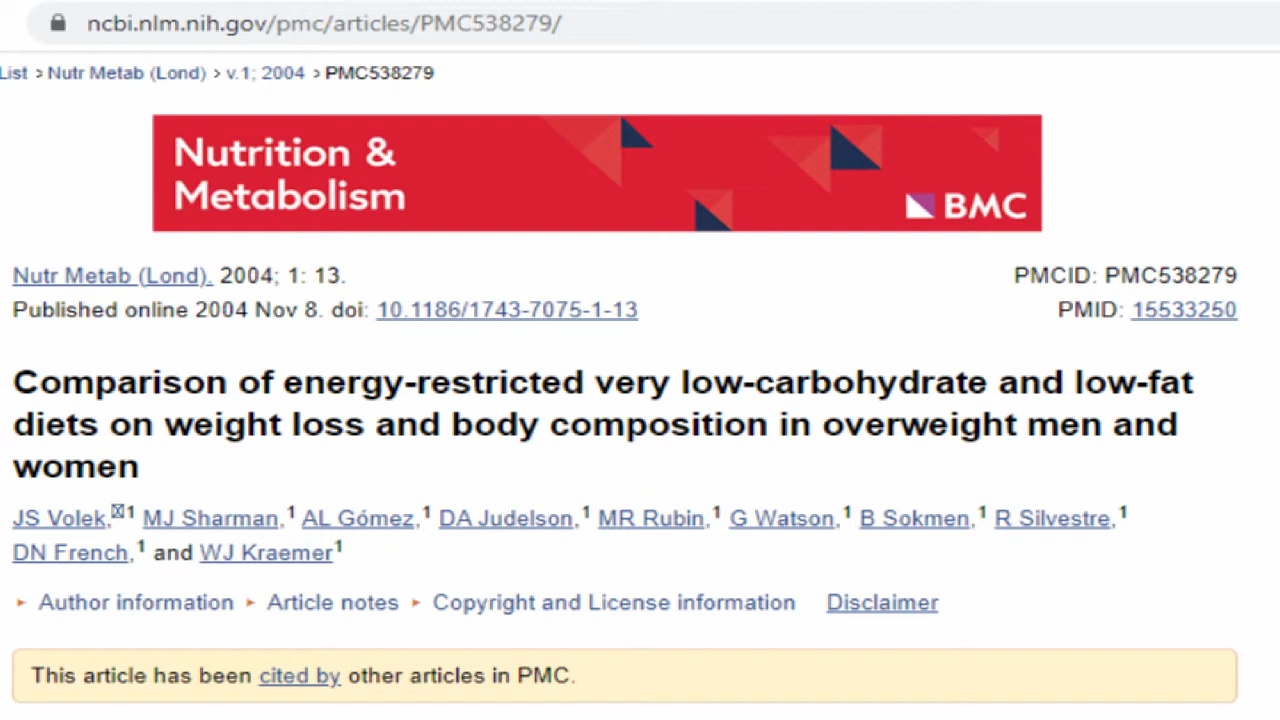 ncbi.nlm.nih.gov/pmc/articles/PMC538279/
List > Nutr Metab (Lond) > v.1; 2004 > PMC538279
Nutrition &
Metabolism
BMC
Nutr Metab (Lond). 2004; 1: 13. PMCID: PMC538279
Published online 2004 Nov 8. doi: 10.1186/1743-7075-1-13 PMID: 15533250
Comparison of energy-restricted very low-carbohydrate and low-fat
diets on weight loss and body composition in overweight men and
women
JS Volek,✉1 MJ Sharman,1 AL Gómez,1 DA Judelson,1 MR Rubin,1 G Watson,1 B Sokmen,1 R Silvestre,1
DN French,1 and WJ Kraemer1
▸ Author information ▸ Article notes ▸ Copyright and License information Disclaimer
This article has been cited by other articles in PMC.